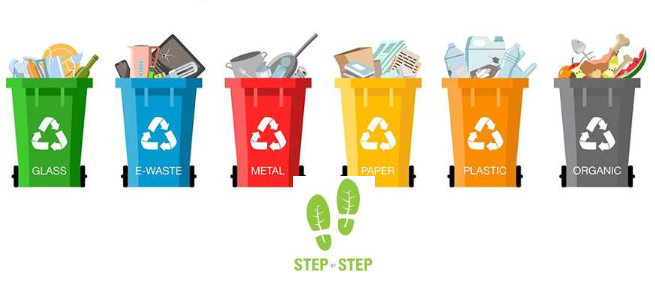 GLASS
E-WASTE
METAL
PAPER
PLASTIC
ORGANIC
STEP BY STEP